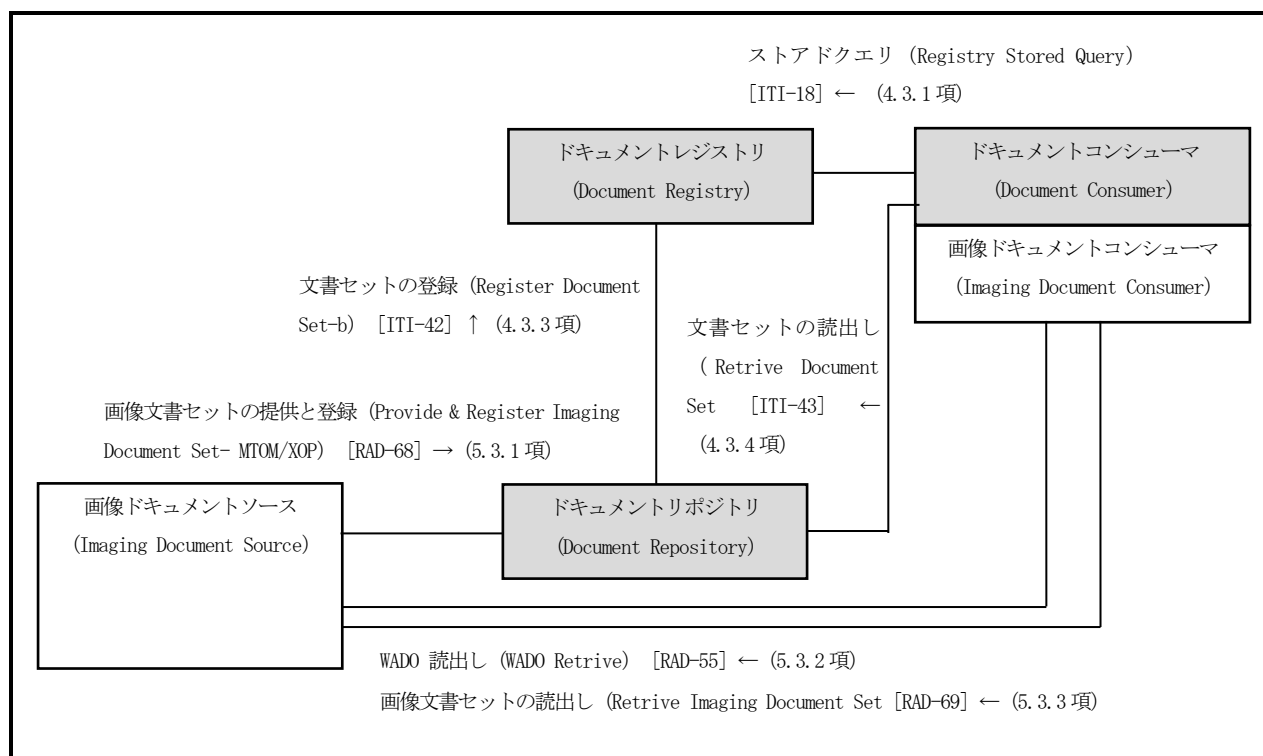 ストアドクエリ (Registry Stored Query)
[ITI-18] ← (4.3.1項)
ドキュメントレジストリ
(Document Registry)
ドキュメントコンシューマ
(Document Consumer)
画像ドキュメントコンシューマ
(Imaging Document Consumer)
文書セットの登録 (Register Document
Set-b) [ITI-42] ↑ (4.3.3項)
文書セットの読出し
( Retrive Document
Set [ITI-43] ←
(4.3.4項)
画像文書セットの提供と登録 (Provide & Register Imaging
Document Set- MTOM/XOP) [RAD-68] → (5.3.1項)
画像ドキュメントソース
(Imaging Document Source)
ドキュメントリポジトリ
(Document Repository)
WADO 読出し (WADO Retrive) [RAD-55] ← (5.3.2項)
画像文書セットの読出し (Retrive Imaging Document Set [RAD-69] ← (5.3.3項)